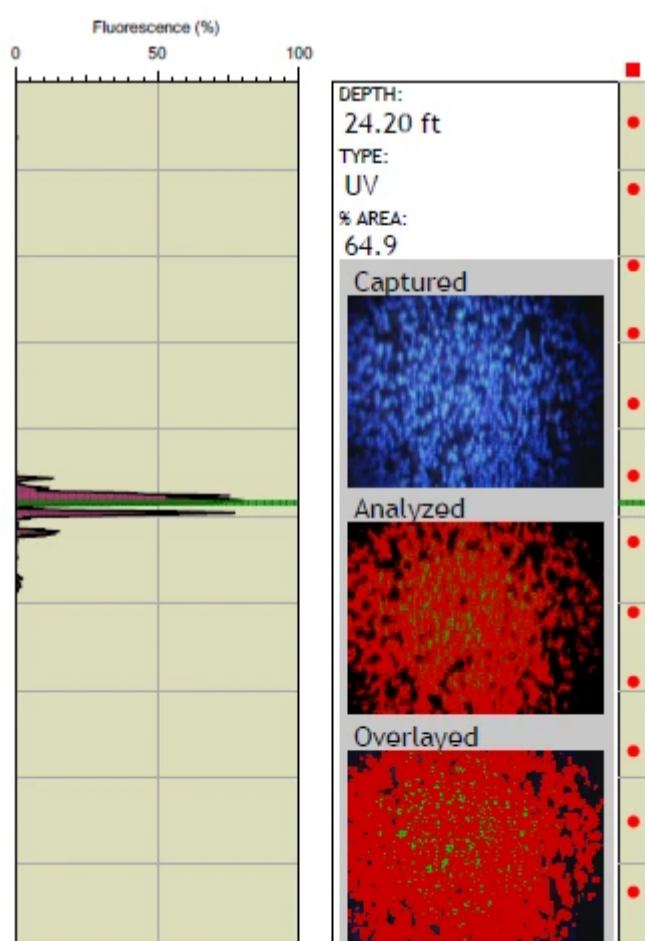 Fluorescence (%)
0 50 100
DEPTH:
24.20 ft
TYPE:
UV
% AREA:
64.9
Captured
Analyzed
Overlayed